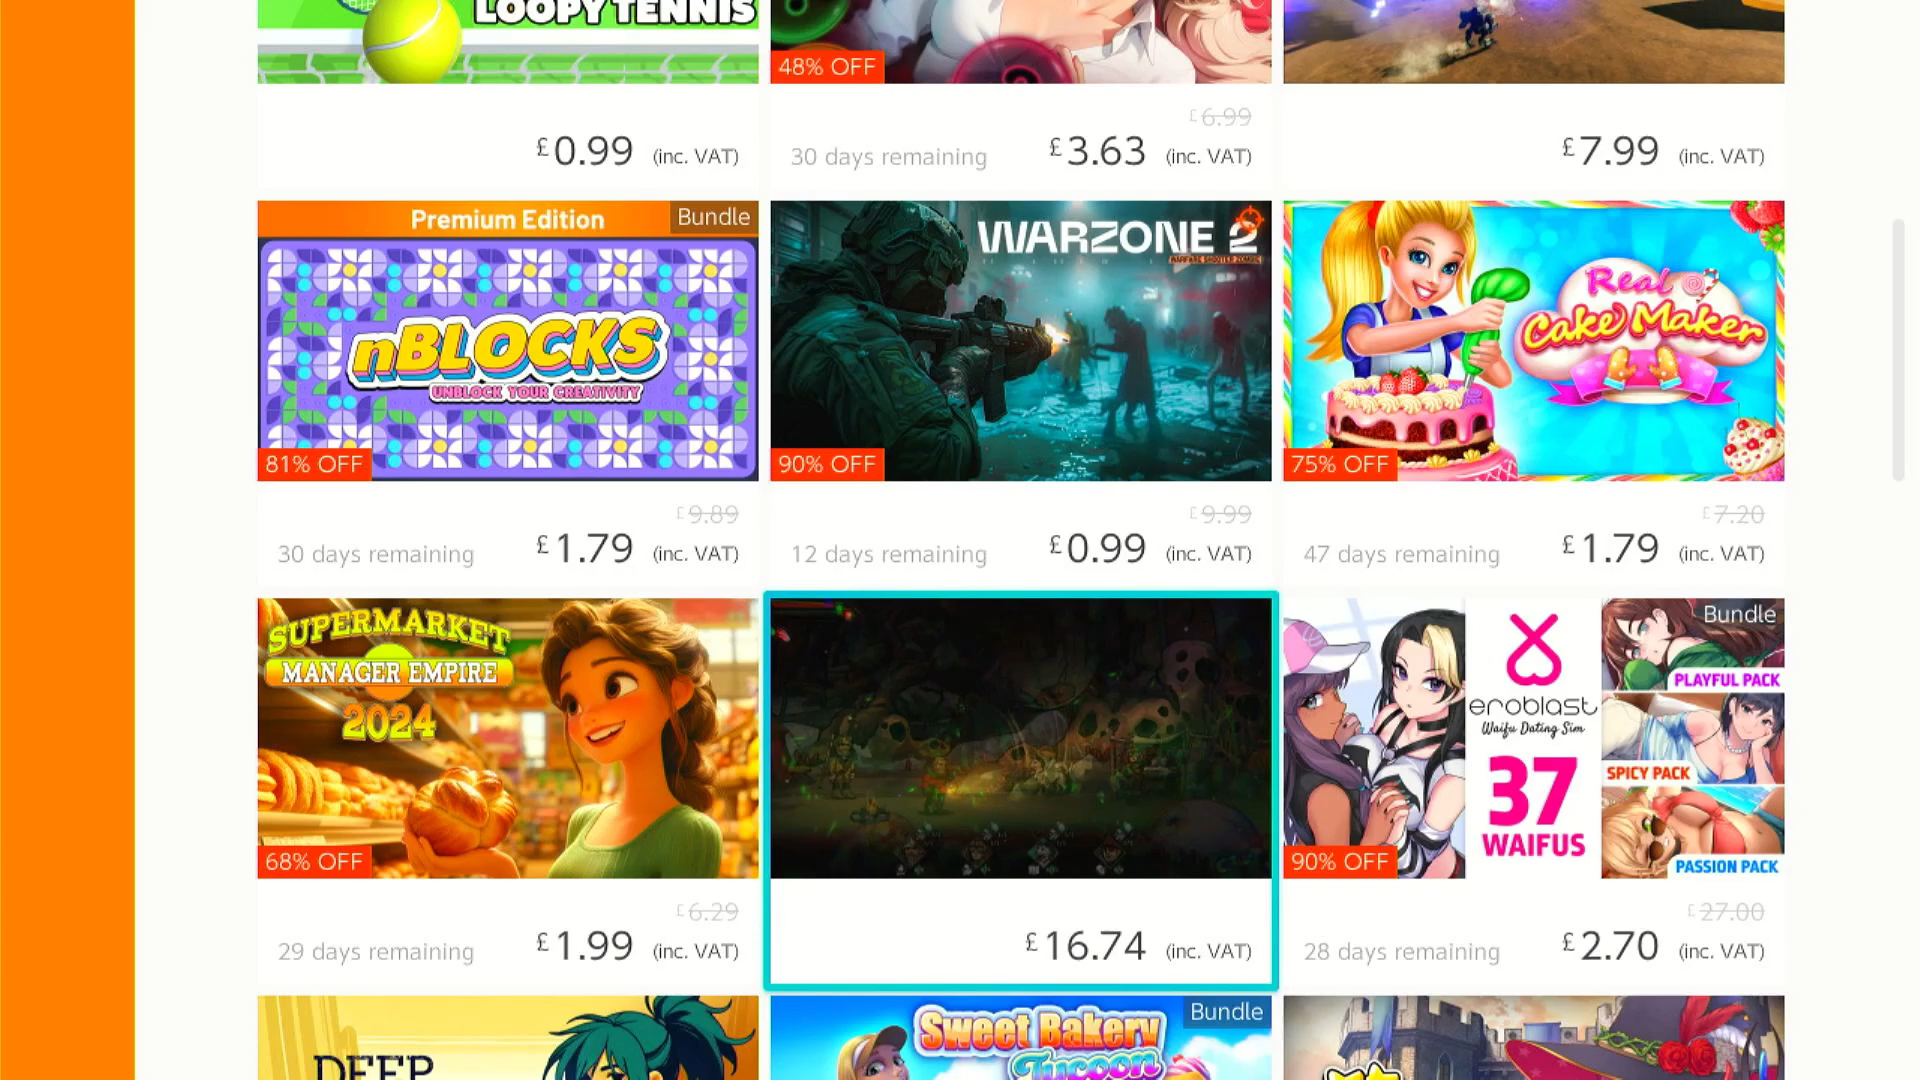 LOOPY TENNIS
48% OFF
£0.99 (inc. VAT)
£6.99
30 days remaining £3.63 (inc. VAT)
£7.99 (inc. VAT)
Premium Edition
Bundle
nBLOCKS
UNBLOCK YOUR CREATIVITY
81% OFF
£9.89
30 days remaining £1.79 (inc. VAT)
WARZONE 2
WARFARE SHOOTER ZOMBIE
90% OFF
£9.99
12 days remaining £0.99 (inc. VAT)
Real
Cake Maker
75% OFF
£7.20
47 days remaining £1.79 (inc. VAT)
SUPERMARKET
MANAGER EMPIRE
2024
68% OFF
£6.29
29 days remaining £1.99 (inc. VAT)
£16.74 (inc. VAT)
Bundle
eroblast
Waifu Dating Sim
37
WAIFUS
PLAYFUL PACK
SPICY PACK
PASSION PACK
90% OFF
£27.00
28 days remaining £2.70 (inc. VAT)
DEEP
Bundle
Sweet Bakery
Tycoon